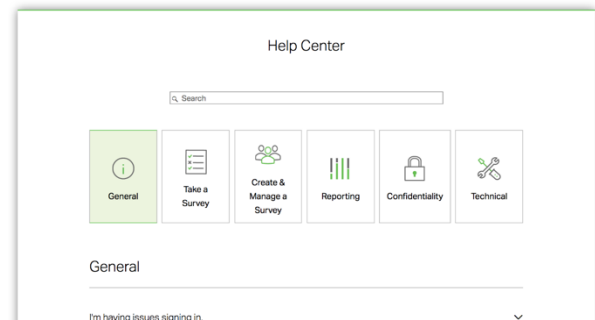 Help Center
Search
General
Take a
Survey
Create &
Manage a
Survey
Reporting
Confidentiality
Technical
General
I'm having issues signing in.